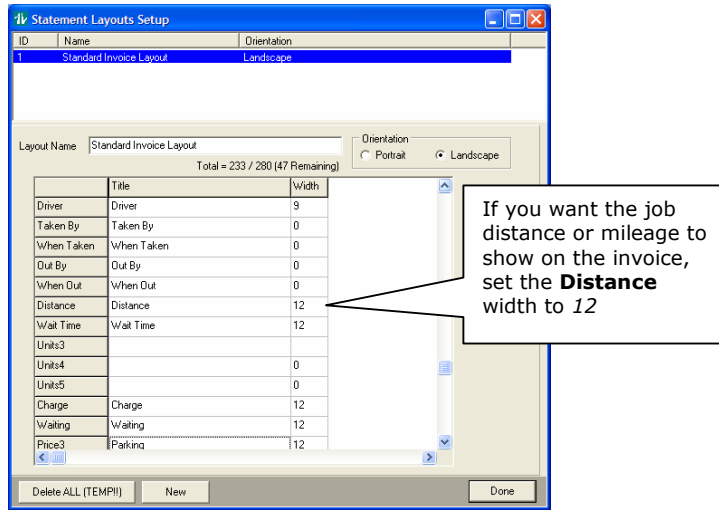 Statement Layouts Setup
ID Name Orientation
1 Standard Invoice Layout Landscape
Layout Name Standard Invoice Layout
Total = 233 / 280 (47 Remaining)
Orientation
Portrait Landscape
Title Width
Driver Driver 9
Taken By Taken By 0
When Taken When Taken 0
Out By Out By 0
When Out When Out 0
Distance Distance 12
Wait Time Wait Time 12
Units3
Units4 0
Units5 0
Charge Charge 12
Waiting Waiting 12
Price3 Parking 12
Delete ALL (TEMP!!) New Done
If you want the job
distance or mileage to
show on the invoice,
set the Distance
width to 12